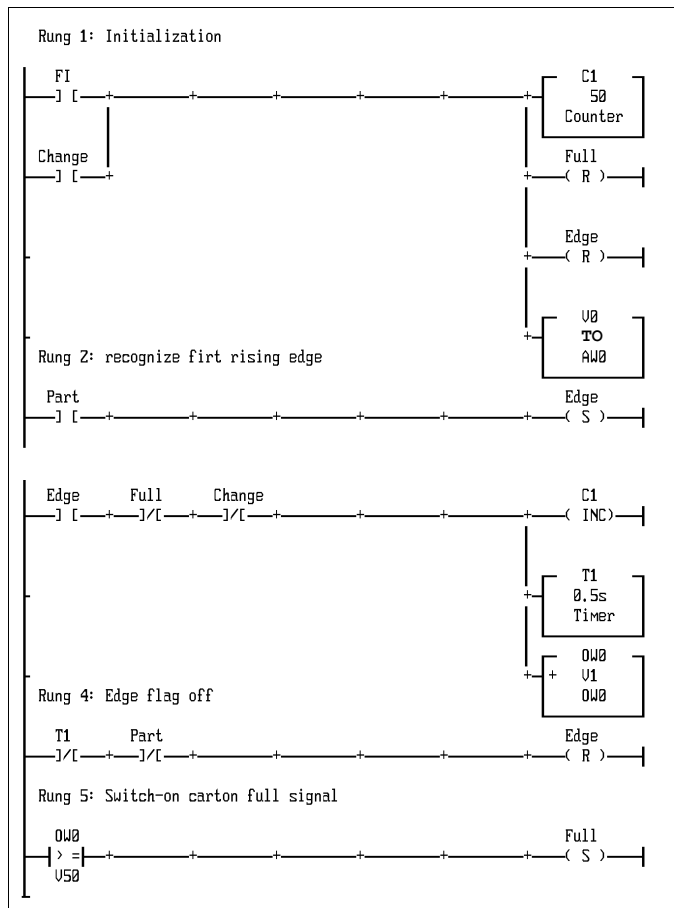 Rung 1: Initialization
FI C1
] [ 50
Counter
Change Full
] [ ( R )
Edge
( R )
V0
TO
AW0
Rung 2: recognize firt rising edge
Part Edge
] [ ( S )
Edge Full Change C1
] [ ]/[ ]/[ ( INC)
T1
0.5s
Timer
OW0
+ V1
OW0
Rung 4: Edge flag off
T1 Part Edge
]/[ ]/[ ( R )
Rung 5: Switch-on carton full signal
OW0 Full
> = ( S )
V50